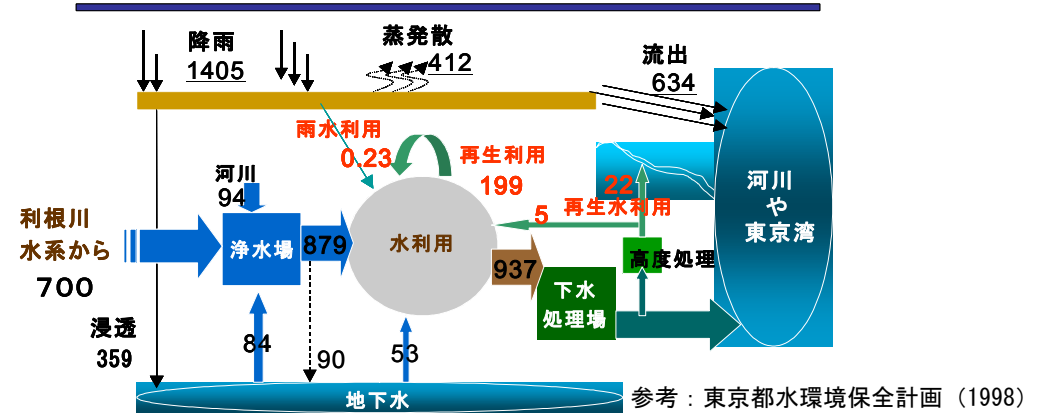 降雨
1405
蒸発散
412
流出
634
雨水利用
0.23
再生利用
199
河川
94
利根川
水系から
700
浄水場
879
水利用
5
22
再生水利用
河川
や
東京湾
937
高度処理
下水
処理場
浸透
359
84
90
53
地下水
参考：東京都水環境保全計画（1998）